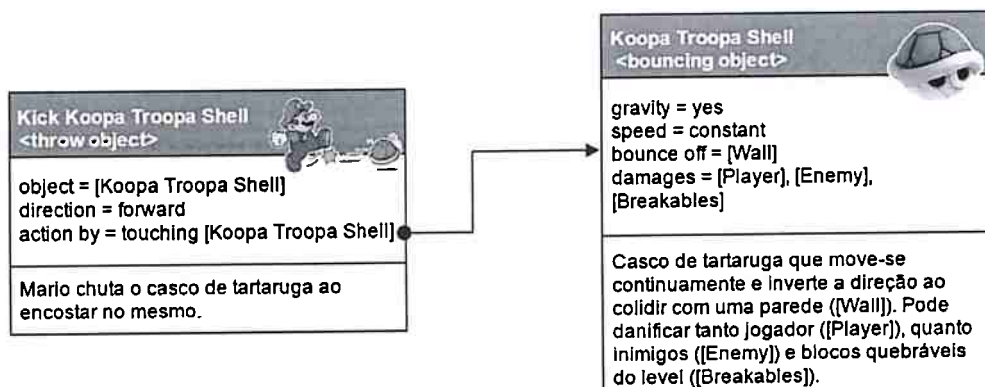 Kick Koopa Troopa Shell
<throw object>
object = [Koopa Troopa Shell]
direction = forward
action by = touching [Koopa Troopa Shell]
Mario chuta o casco de tartaruga ao
encostar no mesmo.
Koopa Troopa Shell
<bouncing object>
gravity = yes
speed = constant
bounce off = [Wall]
damages = [Player], [Enemy],
[Breakables]
Casco de tartaruga que move-se
continuamente e inverte a direção ao
colidir com uma parede ([Wall]). Pode
danificar tanto jogador ([Player]), quanto
inimigos ([Enemy]) e blocos quebráveis
do level ([Breakables]).